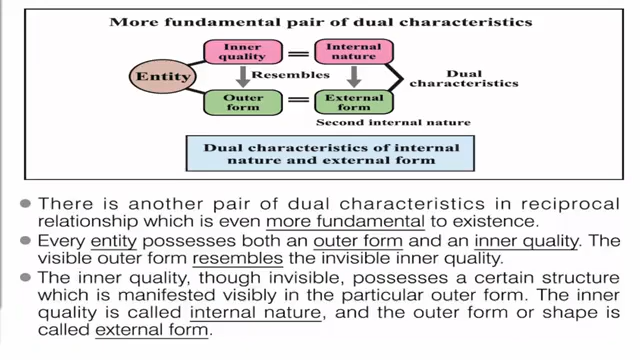 More fundamental pair of dual characteristics
Inner quality = Internal nature
Entity
Resembles
Dual characteristics
Outer form = External form
Second internal nature
Dual characteristics of internal
nature and external form
There is another pair of dual characteristics in reciprocal
relationship which is even more fundamental to existence.
Every entity possesses both an outer form and an inner quality. The
visible outer form resembles the invisible inner quality.
The inner quality, though invisible, possesses a certain structure
which is manifested visibly in the particular outer form. The inner
quality is called internal nature, and the outer form or shape is
called external form.